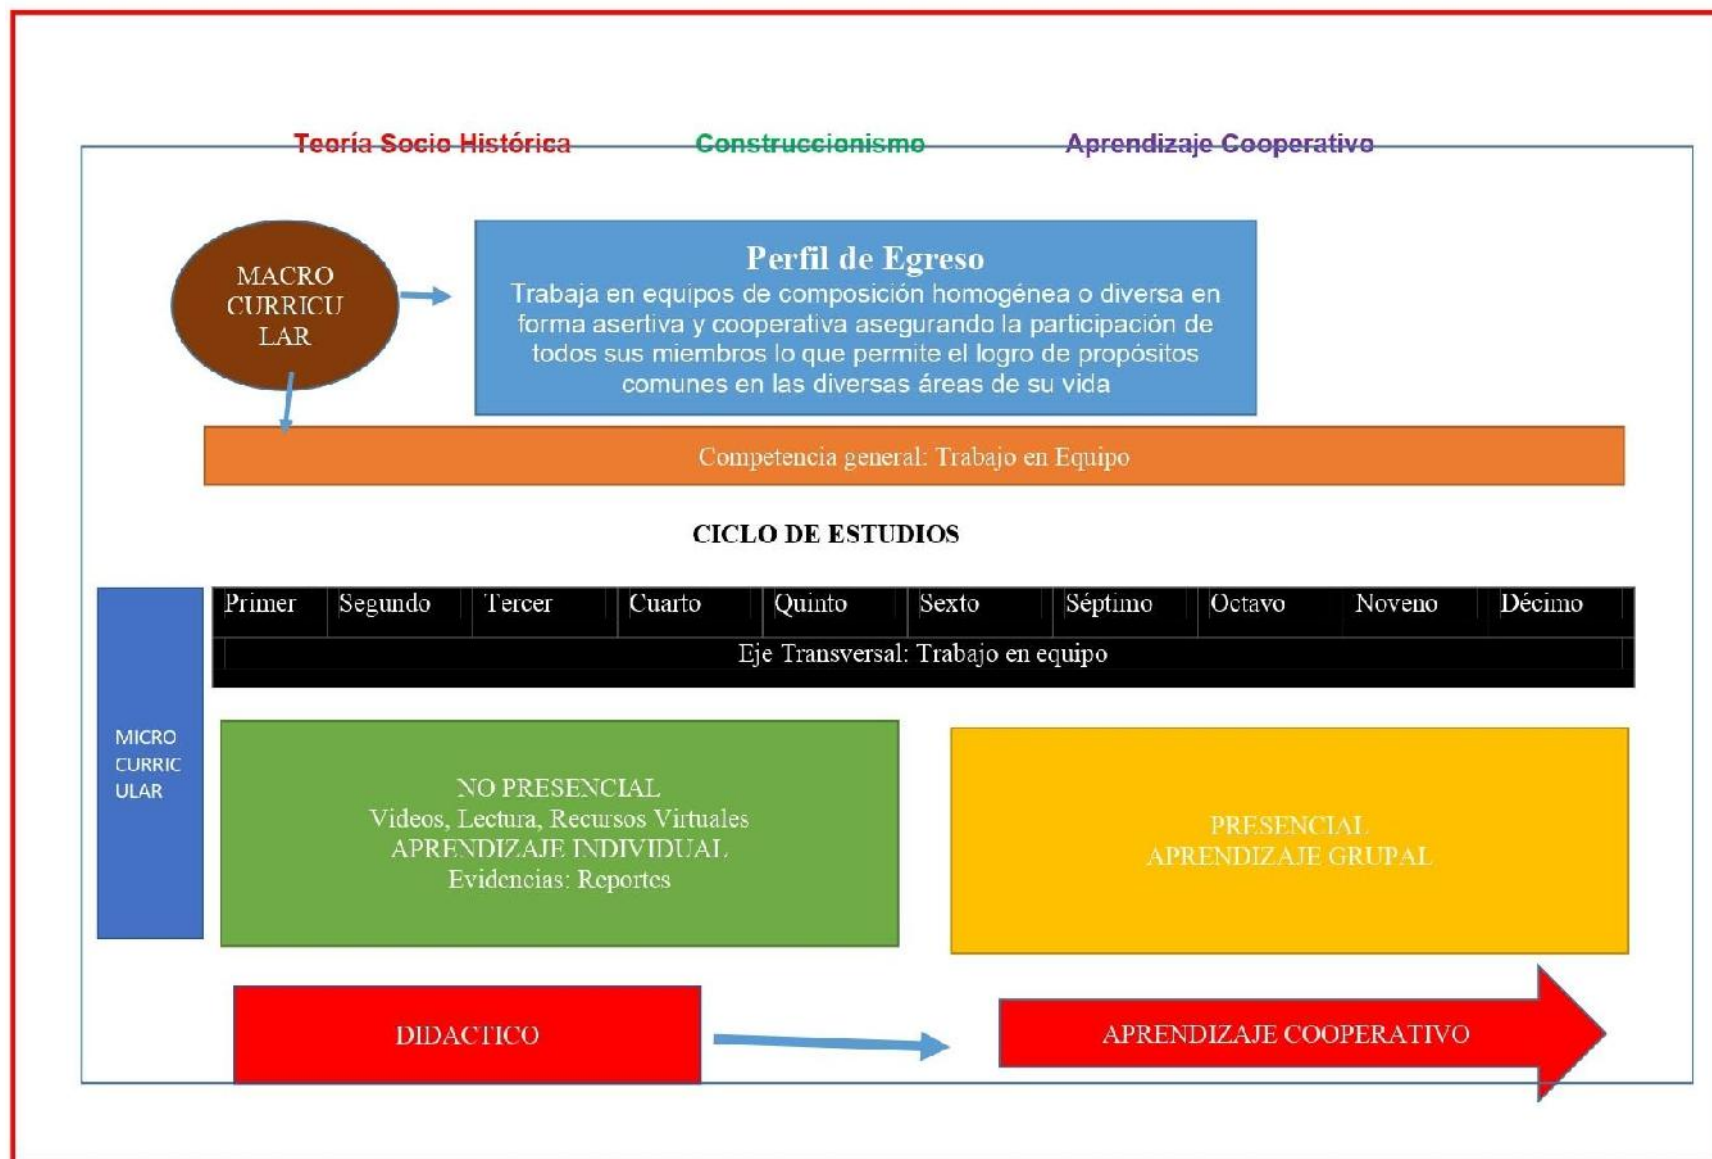 Teoría Socio Histórica
Construccionismo
Aprendizaje Cooperativo
MACRO
CURRICU
LAR
Perfil de Egreso
Trabaja en equipos de composición homogénea o diversa en
forma asertiva y cooperativa asegurando la participación de
todos sus miembros lo que permite el logro de propósitos
comunes en las diversas áreas de su vida
Competencia general: Trabajo en Equipo
CICLO DE ESTUDIOS
Primer Segundo Tercer Cuarto Quinto Sexto Séptimo Octavo Noveno Décimo
Eje Transversal: Trabajo en equipo
MICRO
CURRIC
ULAR
NO PRESENCIAL
Videos, Lectura, Recursos Virtuales
APRENDIZAJE INDIVIDUAL
Evidencias: Reportes
PRESENCIAL
APRENDIZAJE GRUPAL
DIDACTICO
APRENDIZAJE COOPERATIVO